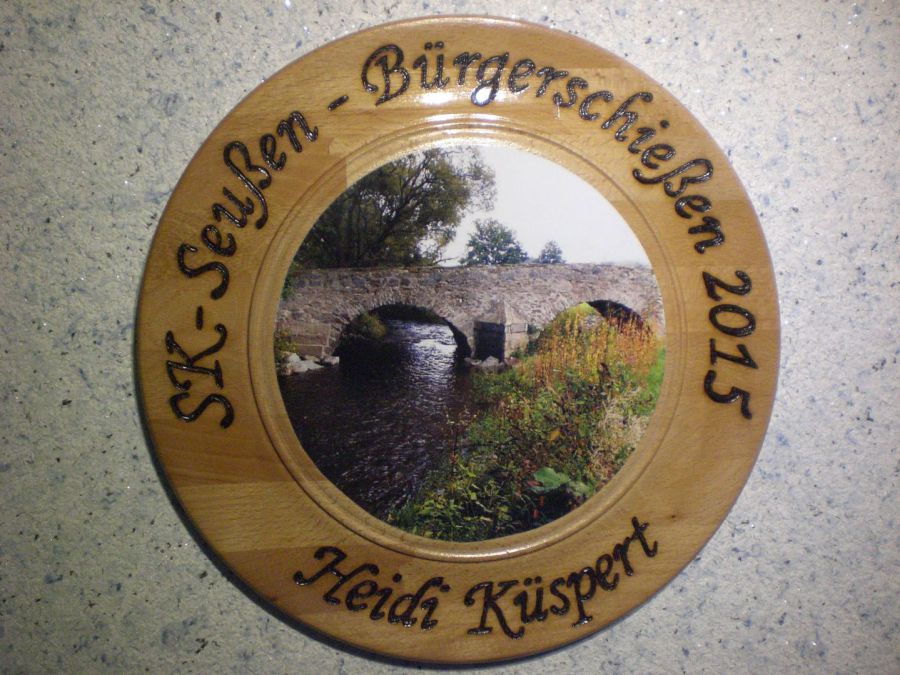 SK-Seußen - Bürgerschießen 2015
Heidi Küspert